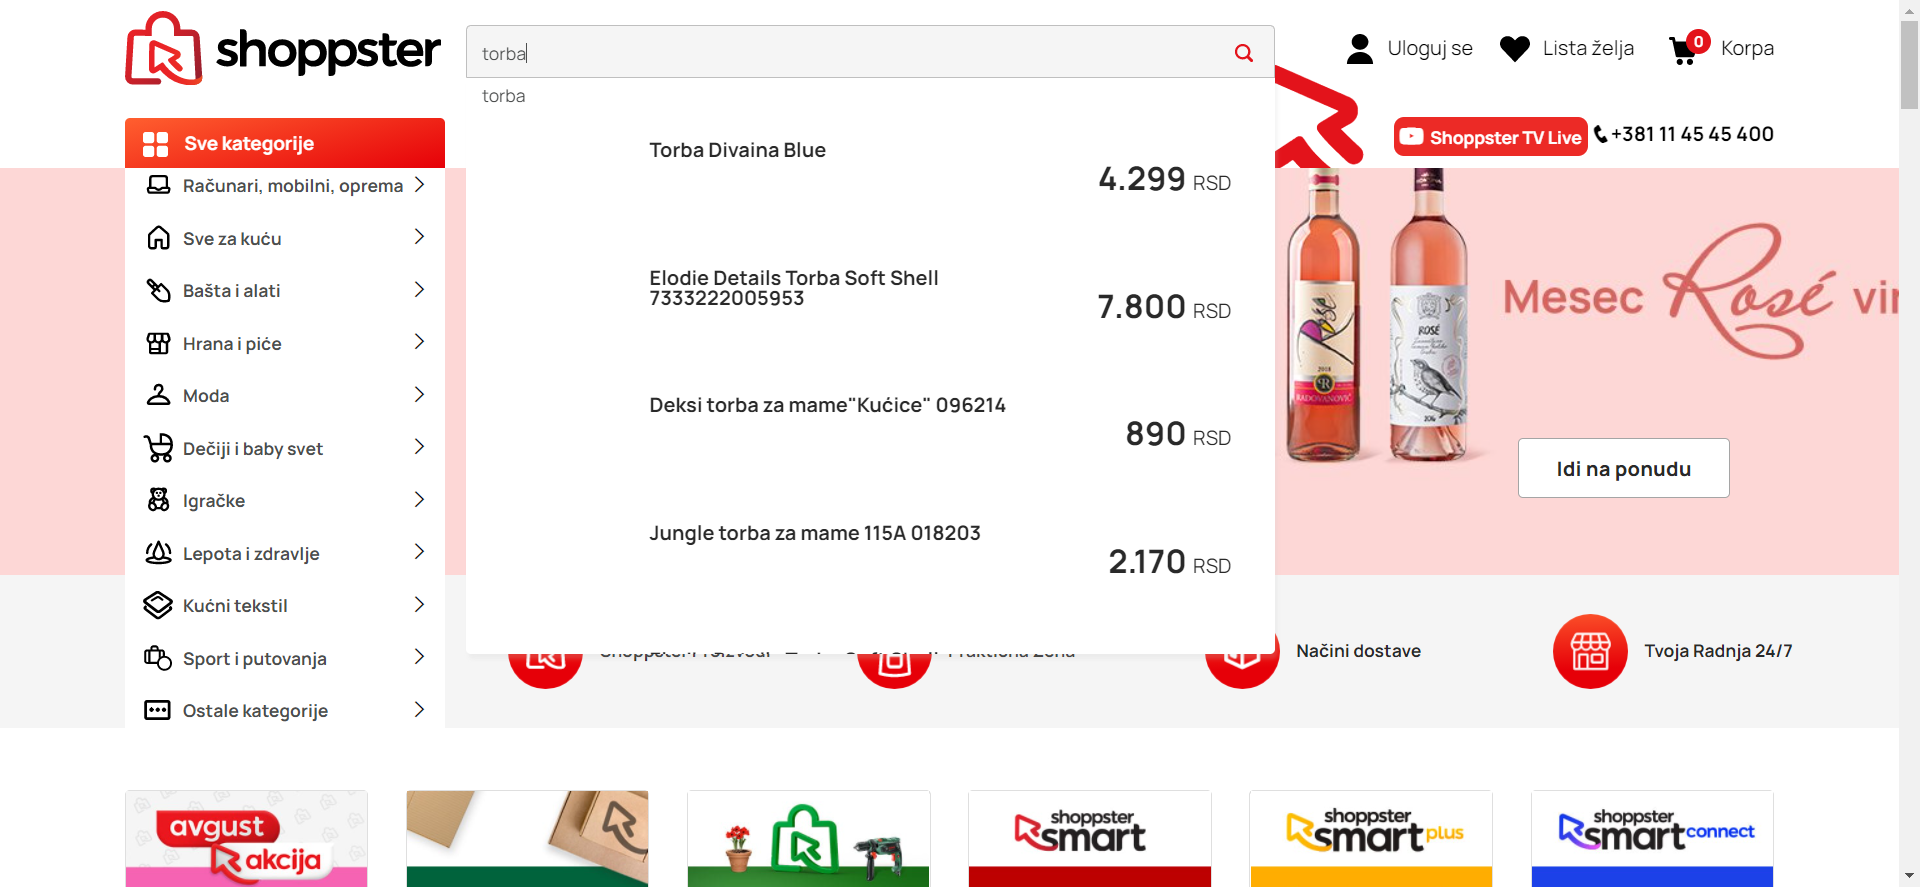 shoppster
torba
Uloguj se
Lista želja
0
Korpa
torba
Shoppster TV Live
+381 11 45 45 400
Sve kategorije
Računari, mobilni, oprema
Sve za kuću
Bašta i alati
Hrana i piće
Moda
Dečiji i baby svet
Igračke
Lepota i zdravlje
Kućni tekstil
Sport i putovanja
Ostale kategorije
Torba Divaina Blue
4.299 RSD
Elodie Details Torba Soft Shell
7333222005953
7.800 RSD
Deksi torba za mame"Kućice" 096214
890 RSD
Jungle torba za mame 115A 018203
2.170 RSD
Mesec Rosé
Rose
2018
RADOVANOVIĆ
ROSÉ
Idi na ponudu
Načini dostave
Tvoja Radnja 24/7
avgust
akcija
shoppster
smart
shoppster
smart plus
shoppster
smart connect